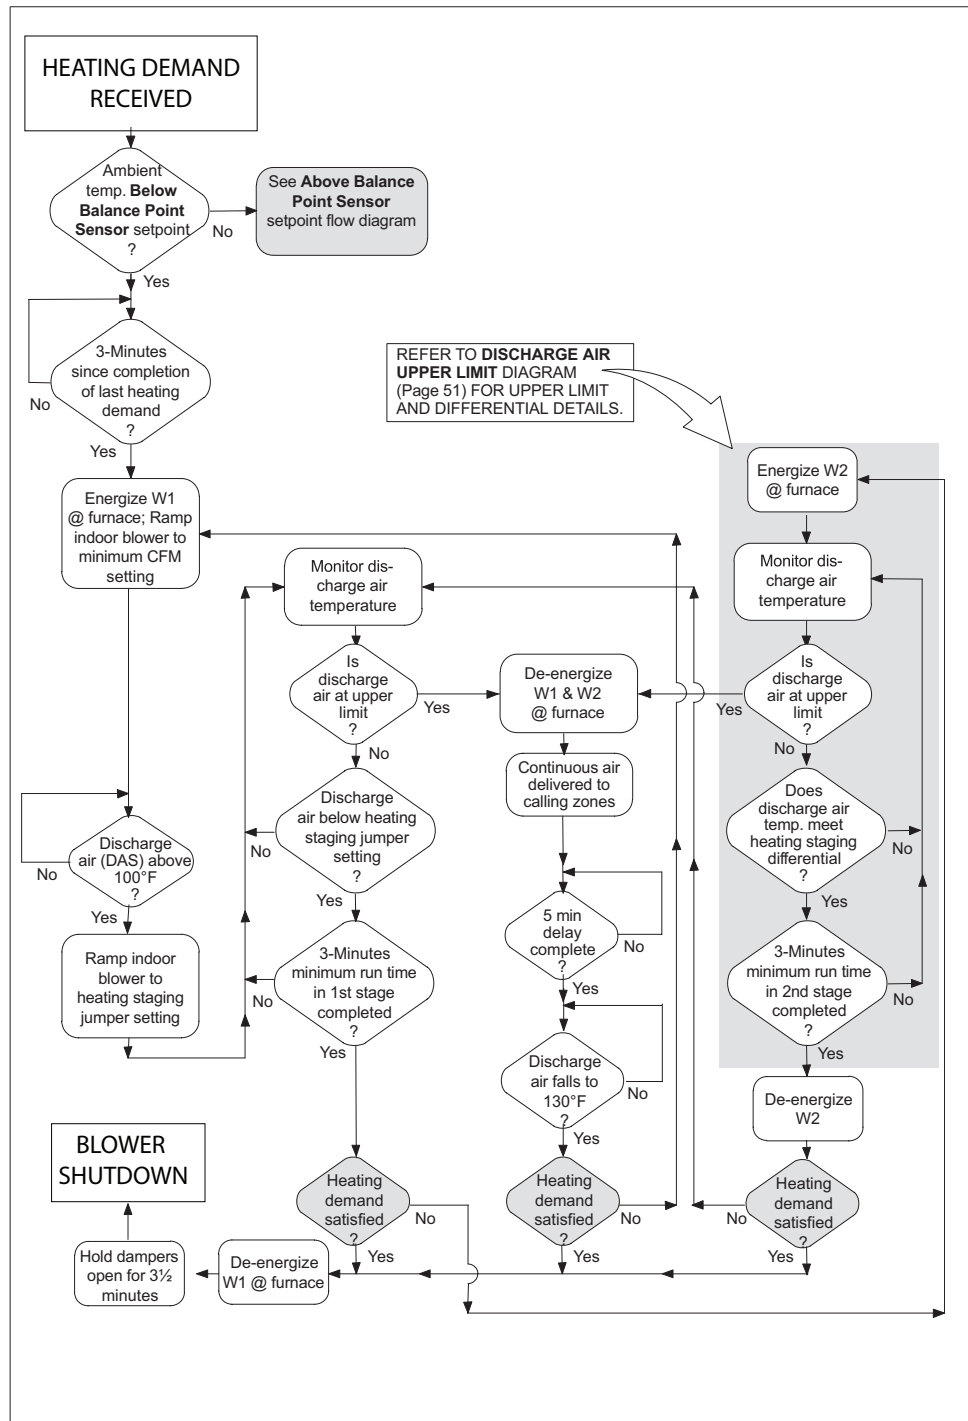 HEATING DEMAND
RECEIVED
Ambient
temp. Below
Balance Point
Sensor setpoint
?
No
Yes
See Above Balance
Point Sensor
setpoint flow diagram
3-Minutes
since completion
of last heating
demand
?
No
Yes
REFER TO DISCHARGE AIR
UPPER LIMIT DIAGRAM
(Page 51) FOR UPPER LIMIT
AND DIFFERENTIAL DETAILS.
Energize W1
@ furnace; Ramp
indoor blower to
minimum CFM
setting
Discharge
air (DAS) above
100°F
?
No
Yes
Ramp indoor
blower to
heating staging
jumper setting
Monitor dis-
charge air
temperature
Is
discharge
air at upper
limit
?
Yes
No
Discharge
air below heating
staging jumper
setting
?
No
Yes
3-Minutes
minimum run time
in 1st stage
completed
?
No
Yes
Heating
demand
satisfied
?
No
Yes
De-energize
W1 & W2
@ furnace
Continuous air
delivered to
calling zones
5 min
delay
complete
?
No
Yes
Discharge
air falls to
130°F
?
No
Yes
Heating
demand
satisfied
?
No
Yes
Energize W2
@ furnace
Monitor dis-
charge air
temperature
Is
discharge
air at upper
limit
?
Yes
No
Does
discharge air
temp. meet
heating staging
differential
?
No
Yes
3-Minutes
minimum run time
in 2nd stage
completed
?
No
Yes
De-energize
W2
Heating
demand
satisfied
?
No
Yes
De-energize
W1 @ furnace
Hold dampers
open for 3½
minutes
BLOWER
SHUTDOWN